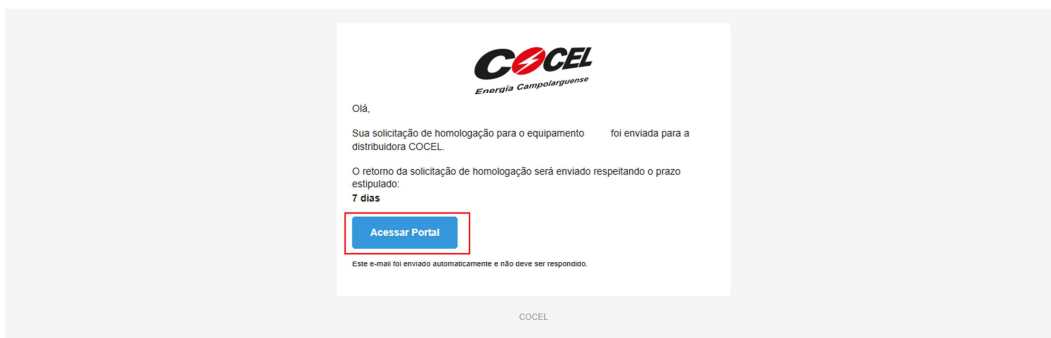 COCEL
Energia Campolarguense
Olá,
Sua solicitação de homologação para o equipamento foi enviada para a
distribuidora COCEL.
O retorno da solicitação de homologação será enviado respeitando o prazo
estipulado:
7 dias
Acessar Portal
Este e-mail foi enviado automaticamente e não deve ser respondido.
COCEL